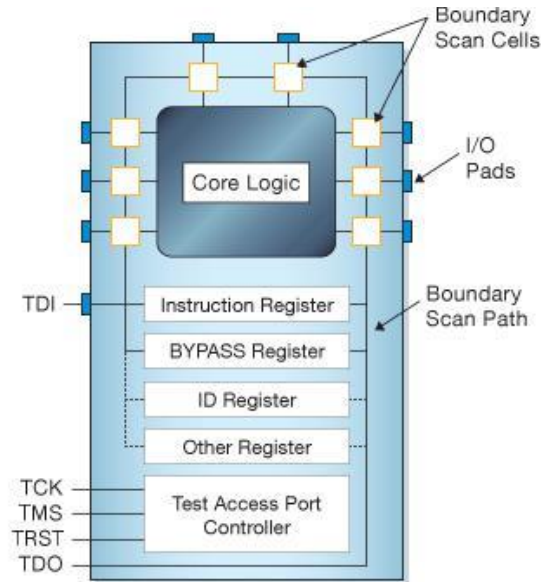 Boundary
Scan Cells
I/O
Pads
Core Logic
TDI
Instruction Register
Boundary
Scan Path
BYPASS Register
ID Register
Other Register
TCK
TMS
TRST
TDO
Test Access Port
Controller